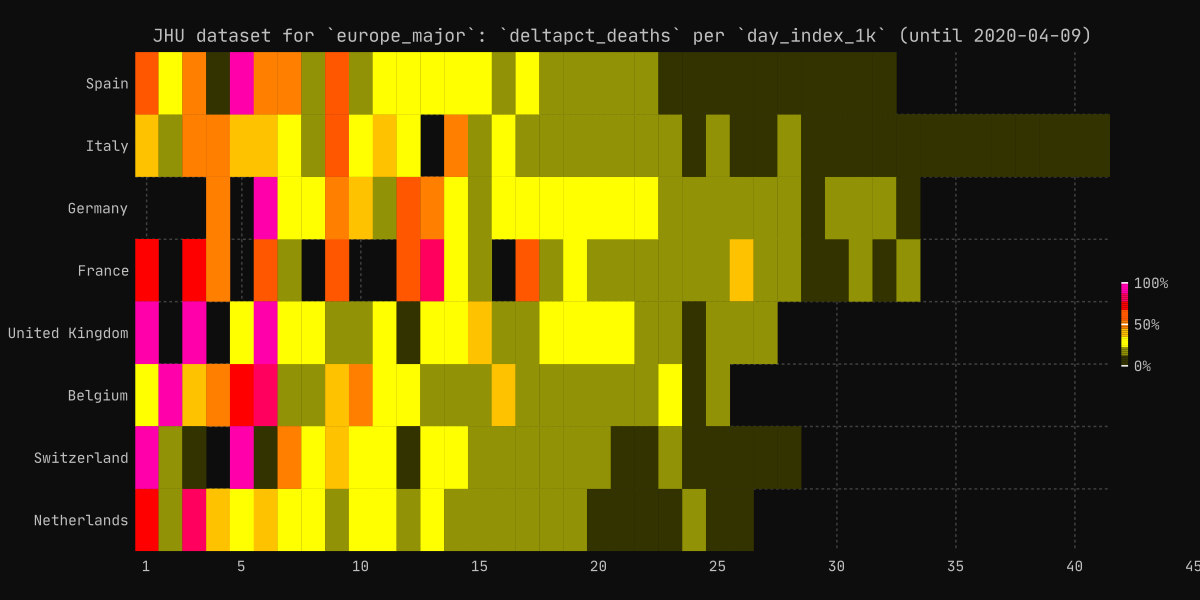 JHU dataset for `europe_major`: `deltapct_deaths` per `day_index_1k` (until 2020-04-09)
Spain
Italy
Germany
France
United Kingdom
Belgium
Switzerland
Netherlands
100%
50%
0%
1 5 10 15 20 25 30 35 40 45